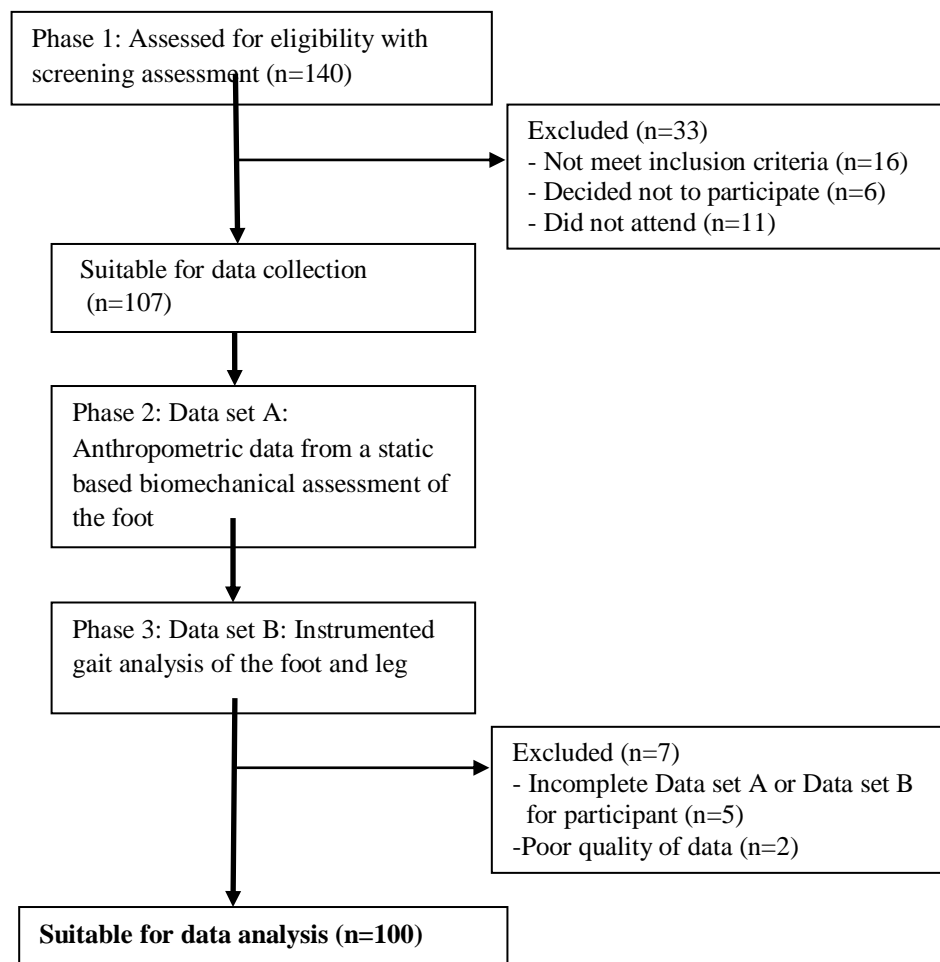 Phase 1: Assessed for eligibility with
screening assessment (n=140)
Excluded (n=33)
- Not meet inclusion criteria (n=16)
- Decided not to participate (n=6)
- Did not attend (n=11)
Suitable for data collection
(n=107)
Phase 2: Data set A:
Anthropometric data from a static
based biomechanical assessment of
the foot
Phase 3: Data set B: Instrumented
gait analysis of the foot and leg
Excluded (n=7)
- Incomplete Data set A or Data set B
for participant (n=5)
-Poor quality of data (n=2)
Suitable for data analysis (n=100)